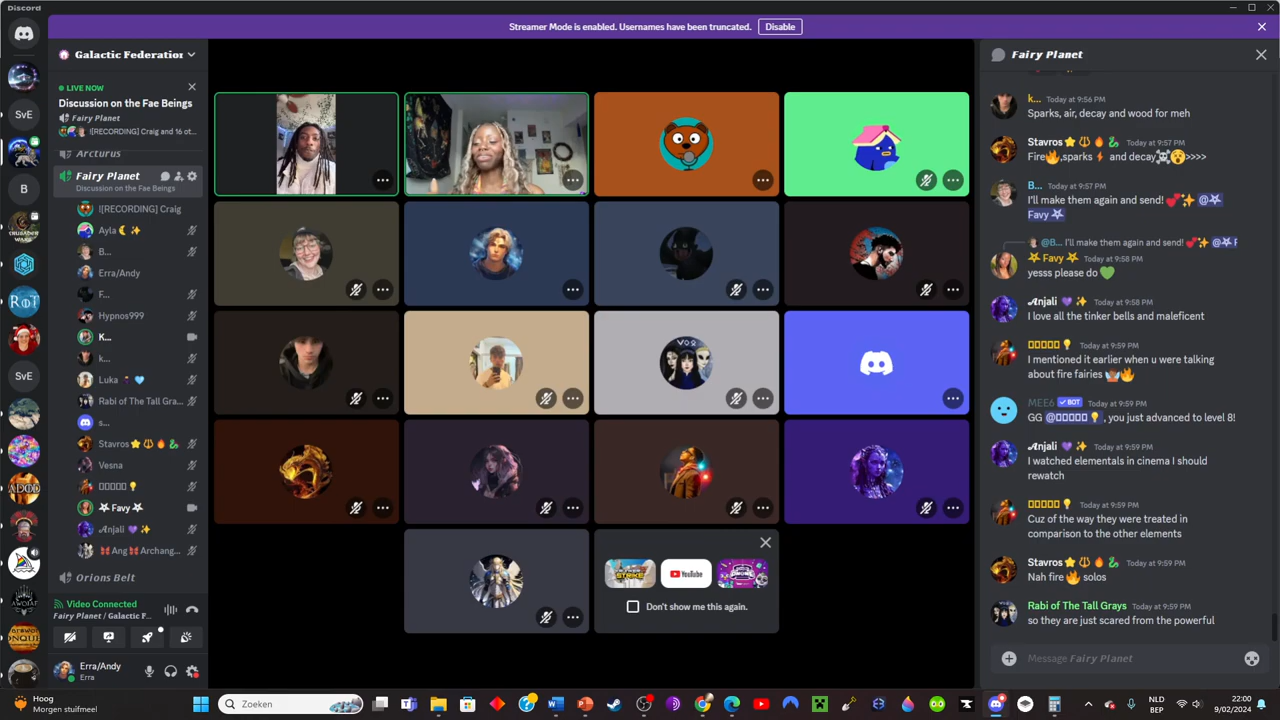 Discord
Streamer Mode is enabled. Usernames have been truncated.
Disable
Galactic Federation
LIVE NOW
Discussion on the Fae Beings
Fairy Planet
![RECORDING] Craig and 16 ot...
Arcturus
Fairy Planet
Discussion on the Fae Beings
![RECORDING] Craig
Ayla
B...
Erra/Andy
F...
Hypnos999
K...
k...
Luka
Rabi of The Tall Gra...
s...
Stavros
Vesna
Favy
Anjali
Ang Archang...
Orions Belt
Video Connected
Fairy Planet / Galactic F...
Erra/Andy
Erra
SvE
B
SvE
ROT
ADOD
YouTube
Don't show me this again.
Fairy Planet
k... Today at 9:56 PM
Sparks, air, decay and wood for meh
Stavros Today at 9:57 PM
Fire🔥,sparks⚡ and decay☠😮>>>>
B... Today at 9:57 PM
I'll make them again and send! 💕✨ @
Favy
@B... I'll make them again and send! 💕✨ @ F
Favy Today at 9:58 PM
yesss please do 💚
Anjali Today at 9:58 PM
I love all the tinker bells and maleficent
Today at 9:59 PM
I mentioned it earlier when u were talking
about fire fairies 🧚🔥
MEE6 BOT Today at 9:59 PM
GG @▯▯▯▯▯💡, you just advanced to level 8!
Anjali Today at 9:59 PM
I watched elementals in cinema I should
rewatch
Today at 9:59 PM
Cuz of the way they were treated in
comparison to the other elements
Stavros Today at 9:59 PM
Nah fire🔥 solos
Rabi of The Tall Grays Today at 9:59 PM
so they are just scared from the powerful
Message Fairy Planet
Hoog
Morgen stuifmeel
Zoeken
NLD
BEP
22:00
9/02/2024